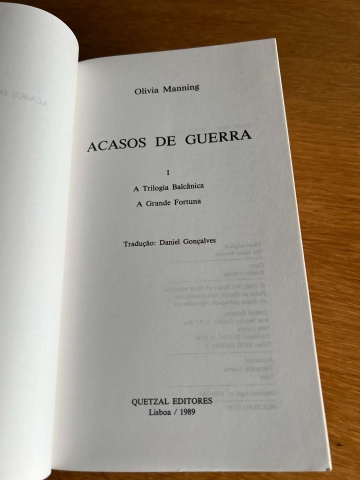 Olivia Manning
ACASOS DE GUERRA
I
A Trilogia Balcânica
A Grande Fortuna
Tradução: Daniel Gonçalves
QUETZAL EDITORES
Lisboa / 1989